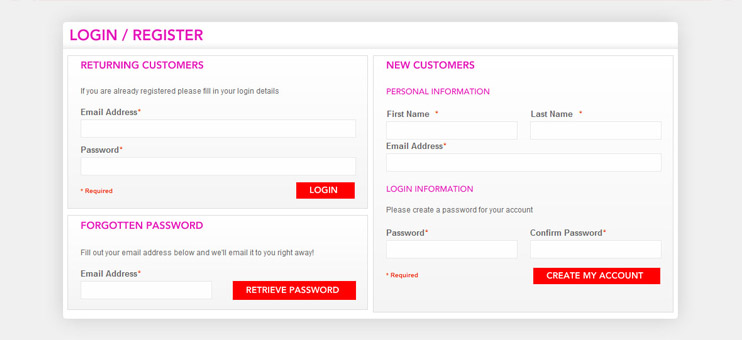 LOGIN / REGISTER
RETURNING CUSTOMERS
If you are already registered please fill in your login details
Email Address*
Password*
* Required
LOGIN
FORGOTTEN PASSWORD
Fill out your email address below and we'll email it to you right away!
Email Address*
RETRIEVE PASSWORD
NEW CUSTOMERS
PERSONAL INFORMATION
First Name * Last Name *
Email Address*
LOGIN INFORMATION
Please create a password for your account
Password* Confirm Password*
* Required
CREATE MY ACCOUNT